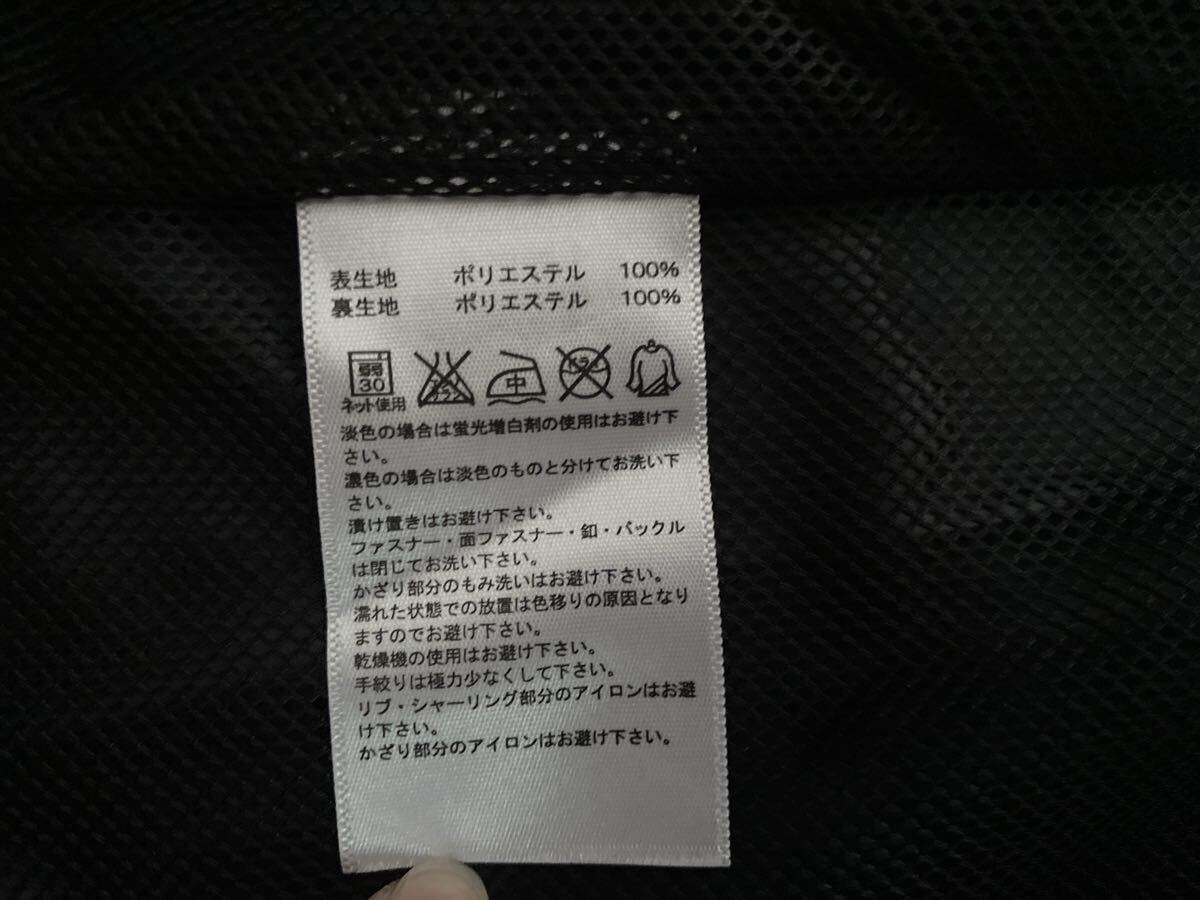 表生地 ポリエステル 100%
裏生地 ポリエステル 100%
弱
30
中
ドライ
ネット使用
淡色の場合は蛍光増白剤の使用はお避け下
さい。
濃色の場合は淡色のものと分けてお洗い下
さい。
漬け置きはお避け下さい。
ファスナー・面ファスナー・釦・バックル
は閉じてお洗い下さい。
かざり部分のもみ洗いはお避け下さい。
濡れた状態での放置は色移りの原因となり
ますのでお避け下さい。
乾燥機の使用はお避け下さい。
手絞りは極力少なくして下さい。
リブ・シャーリング部分のアイロンはお避
け下さい。
かざり部分のアイロンはお避け下さい。